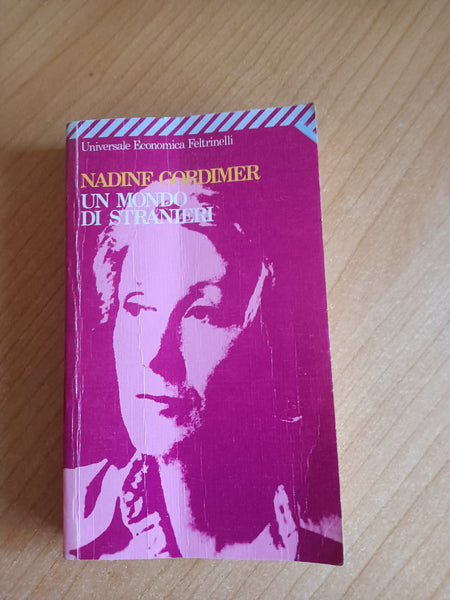 Universale Economica Feltrinelli
NADINE GORDIMER
UN MONDO
DI STRANIERI